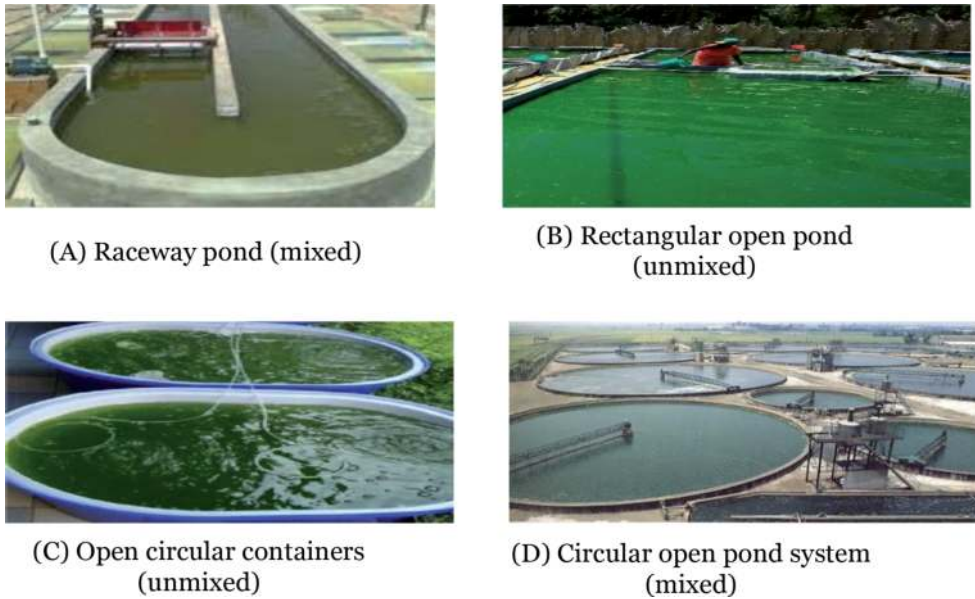 (A) Raceway pond (mixed)
(B) Rectangular open pond
(unmixed)
(C) Open circular containers
(unmixed)
(D) Circular open pond system
(mixed)